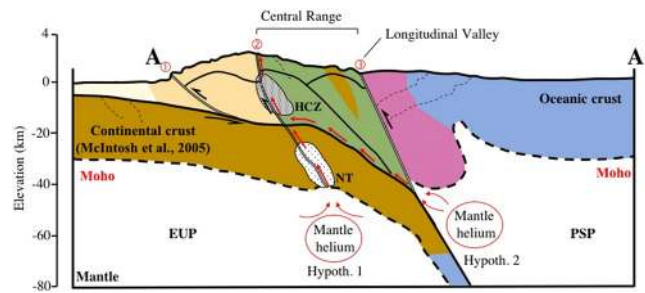 Central Range
Longitudinal Valley
Elevation (km)
4
0
-20
-40
-60
-80
A
①
②
③
A
HCZ
Oceanic crust
Continental crust
(McIntosh et al., 2005)
Moho
NT
Moho
Mantle
helium
Hypoth. 1
Mantle
helium
Hypoth. 2
EUP
PSP
Mantle